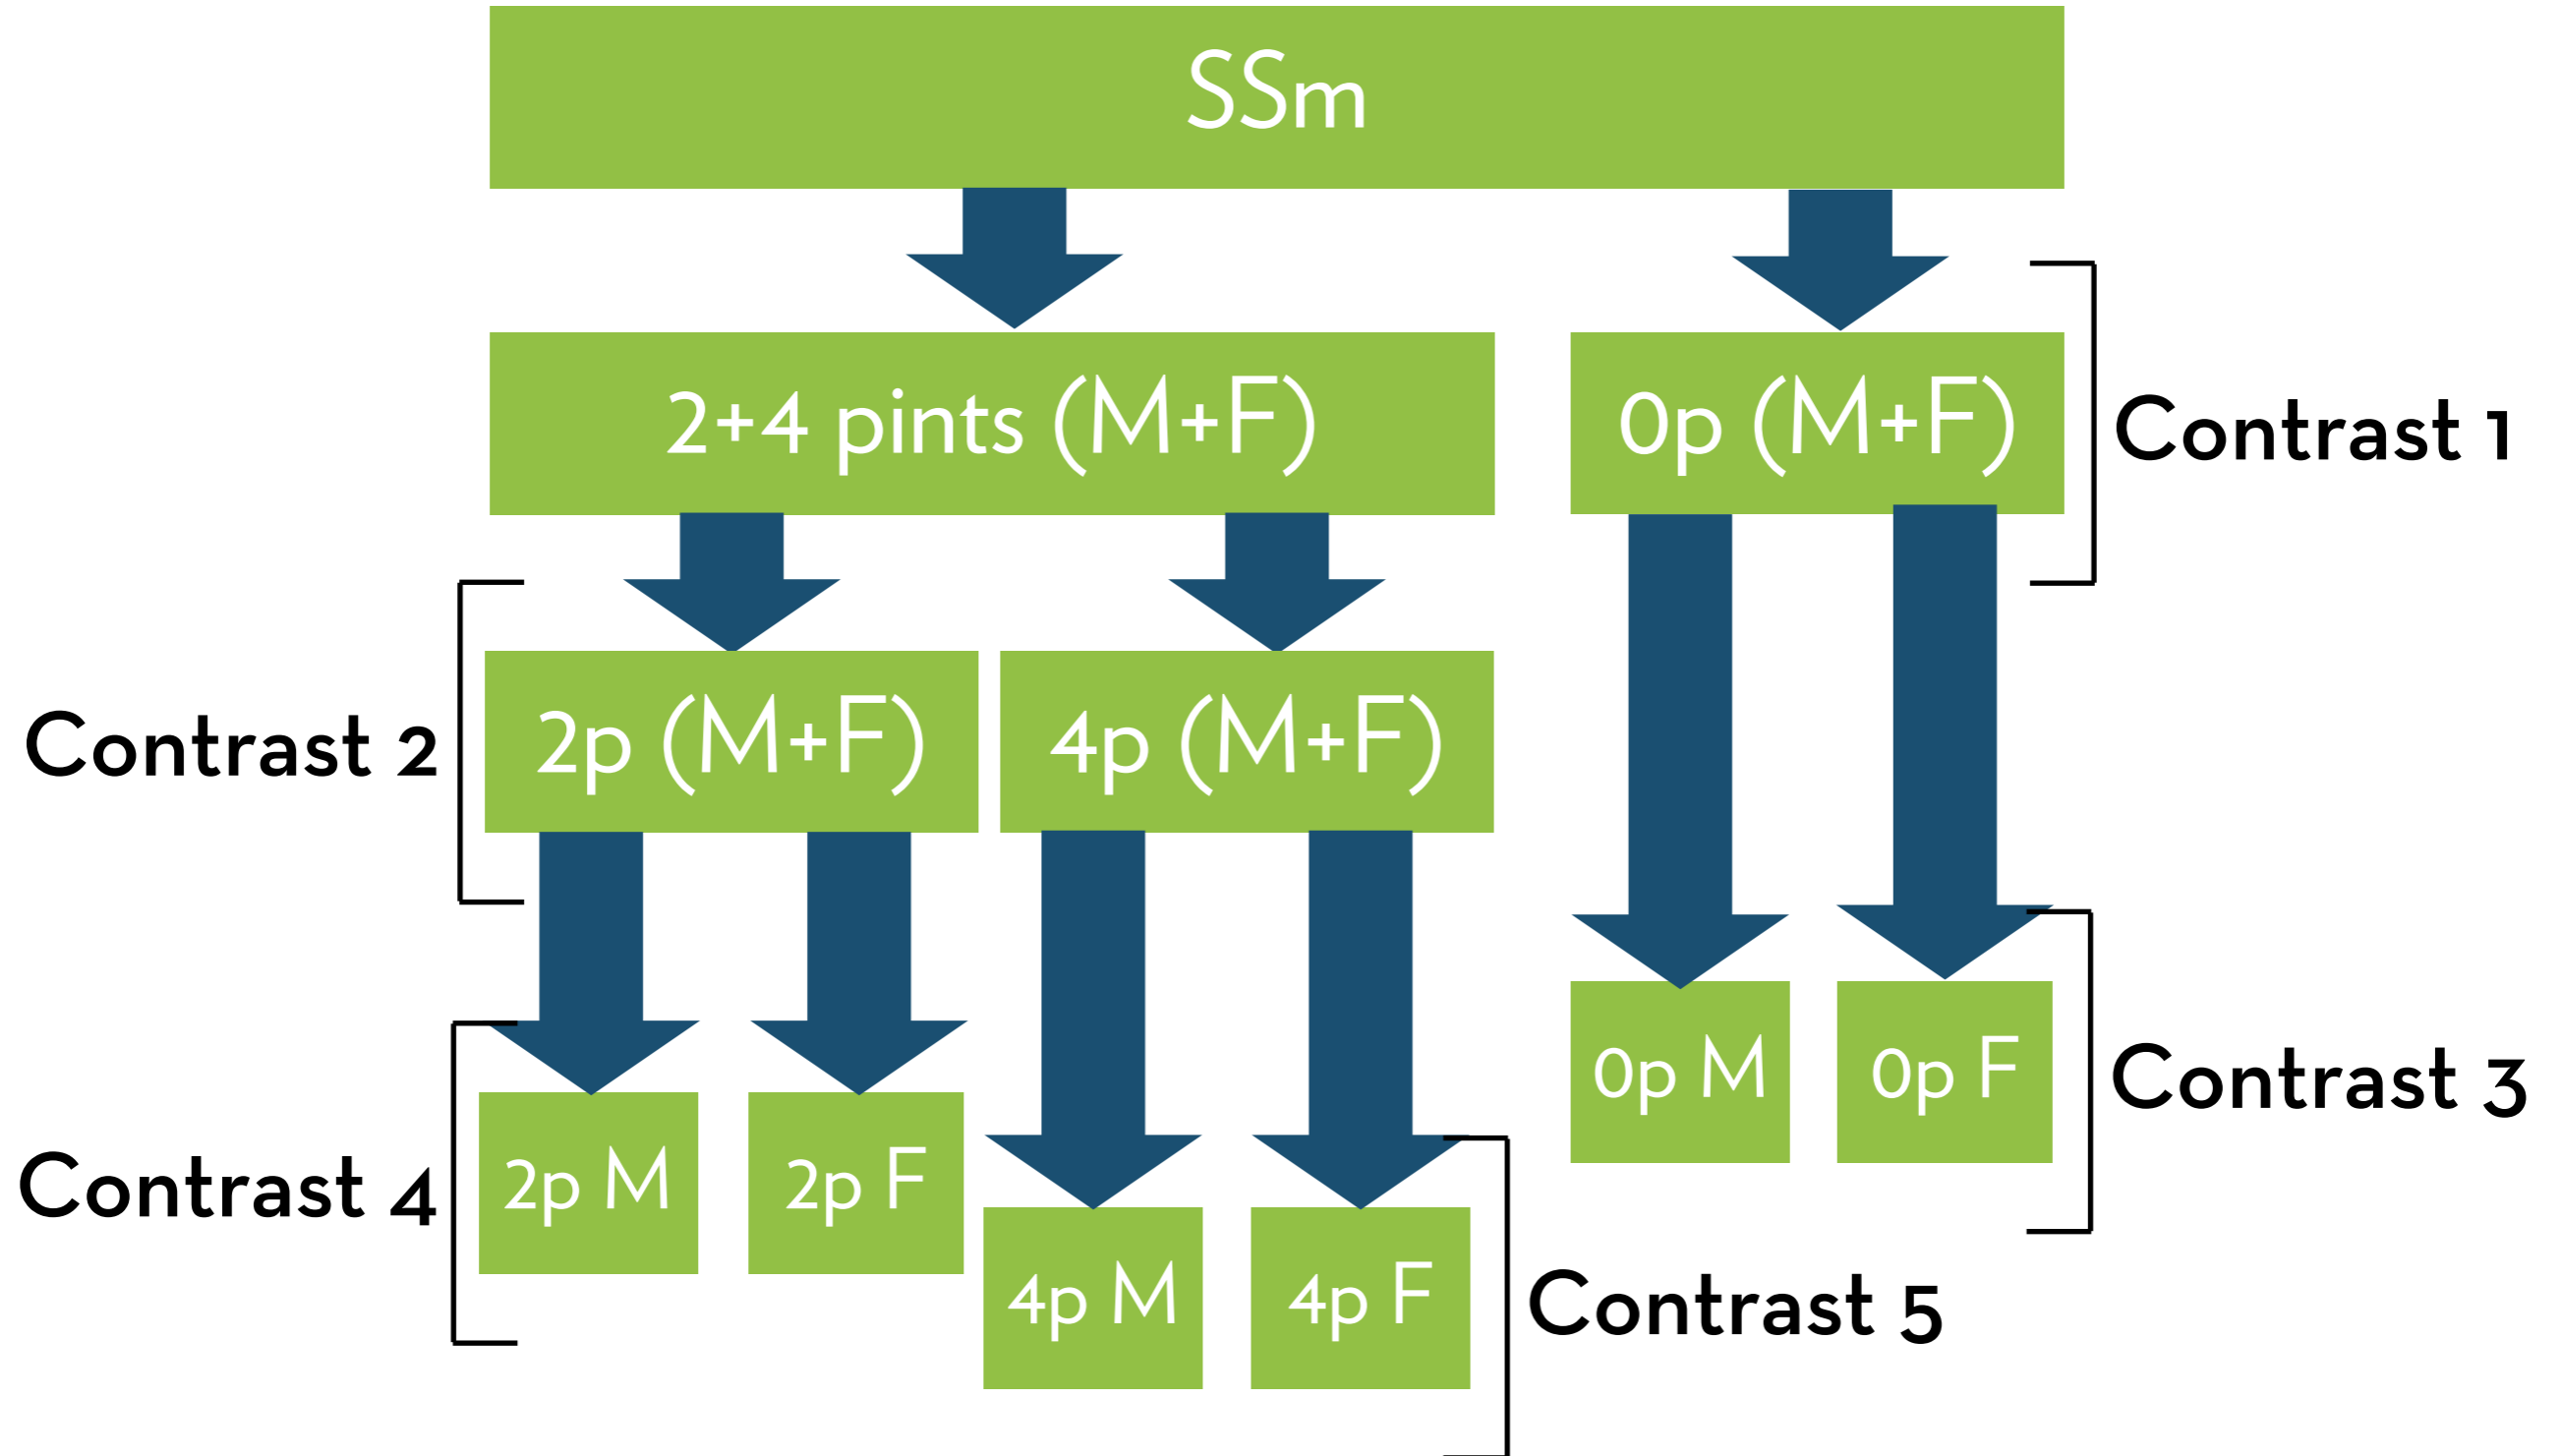 SSm
2+4 pints (M+F)
0p (M+F)
Contrast 1
Contrast 2
2p (M+F)
4p (M+F)
0p M
0p F
Contrast 3
Contrast 4
2p M
2p F
4p M
4p F
Contrast 5